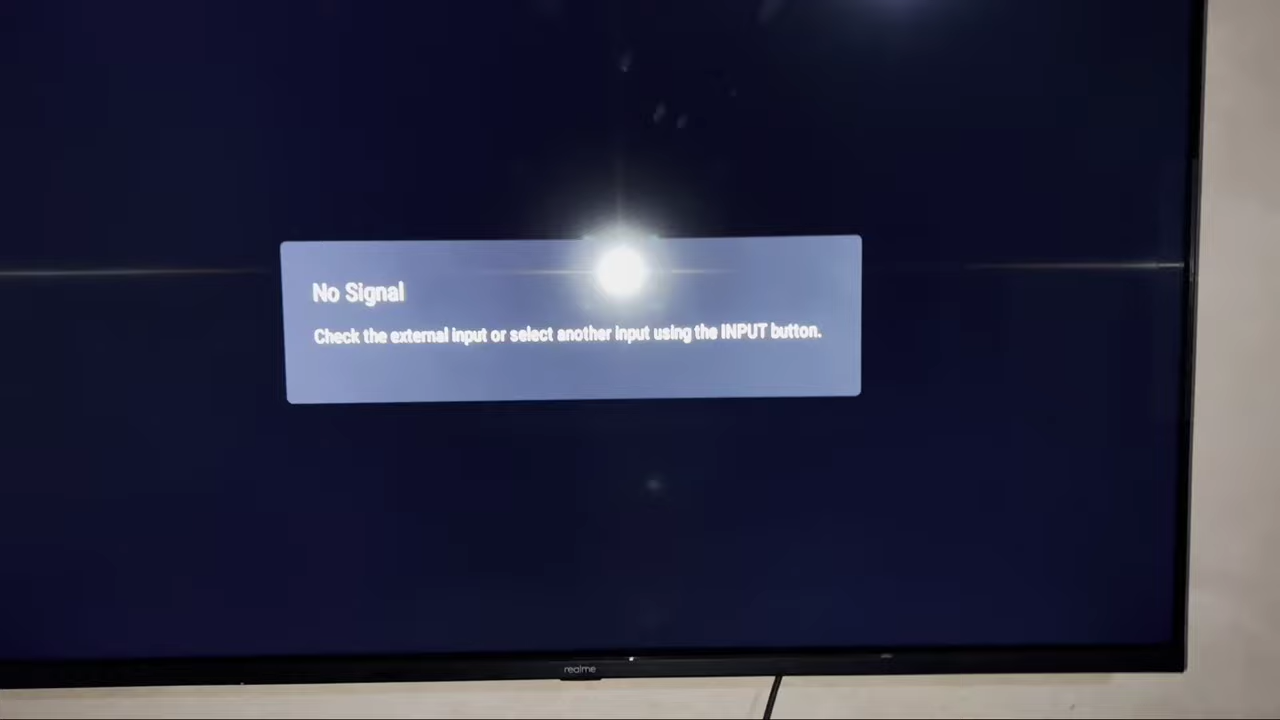 No Signal
Check the external input or select another input using the INPUT button.
realme